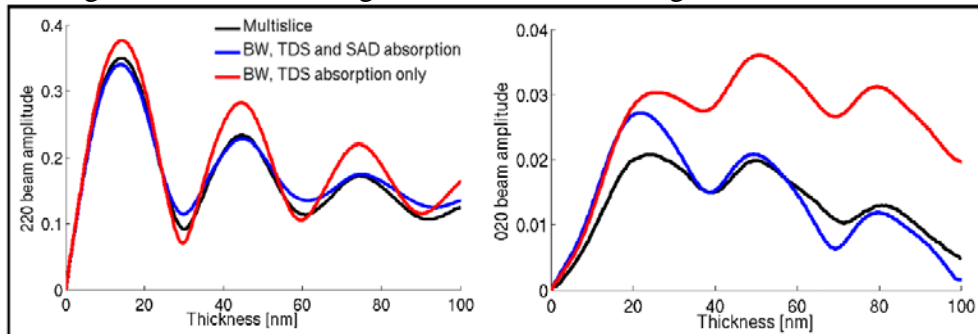 Multislice
BW, TDS and SAD absorption
BW, TDS absorption only
220 beam amplitude
0.4
0.3
0.2
0.1
0
0 20 40 60 80 100
Thickness [nm]
020 beam amplitude
0.04
0.03
0.02
0.01
0
0 20 40 60 80 100
Thickness [nm]